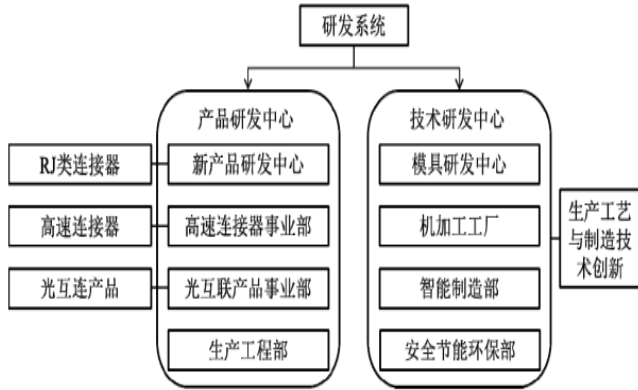 研发系统
产品研发中心
技术研发中心
RJ类连接器
新产品研发中心
模具研发中心
高速连接器
高速连接器事业部
机加工工厂
生产工艺
与制造技
术创新
光互连产品
光互联产品事业部
智能制造部
生产工程部
安全节能环保部